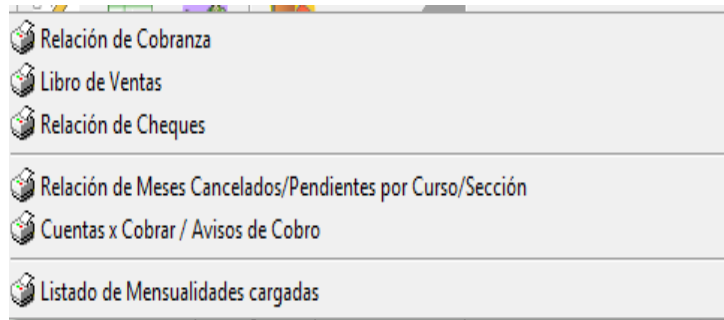 Relación de Cobranza
Libro de Ventas
Relación de Cheques
Relación de Meses Cancelados/Pendientes por Curso/Sección
Cuentas x Cobrar / Avisos de Cobro
Listado de Mensualidades cargadas